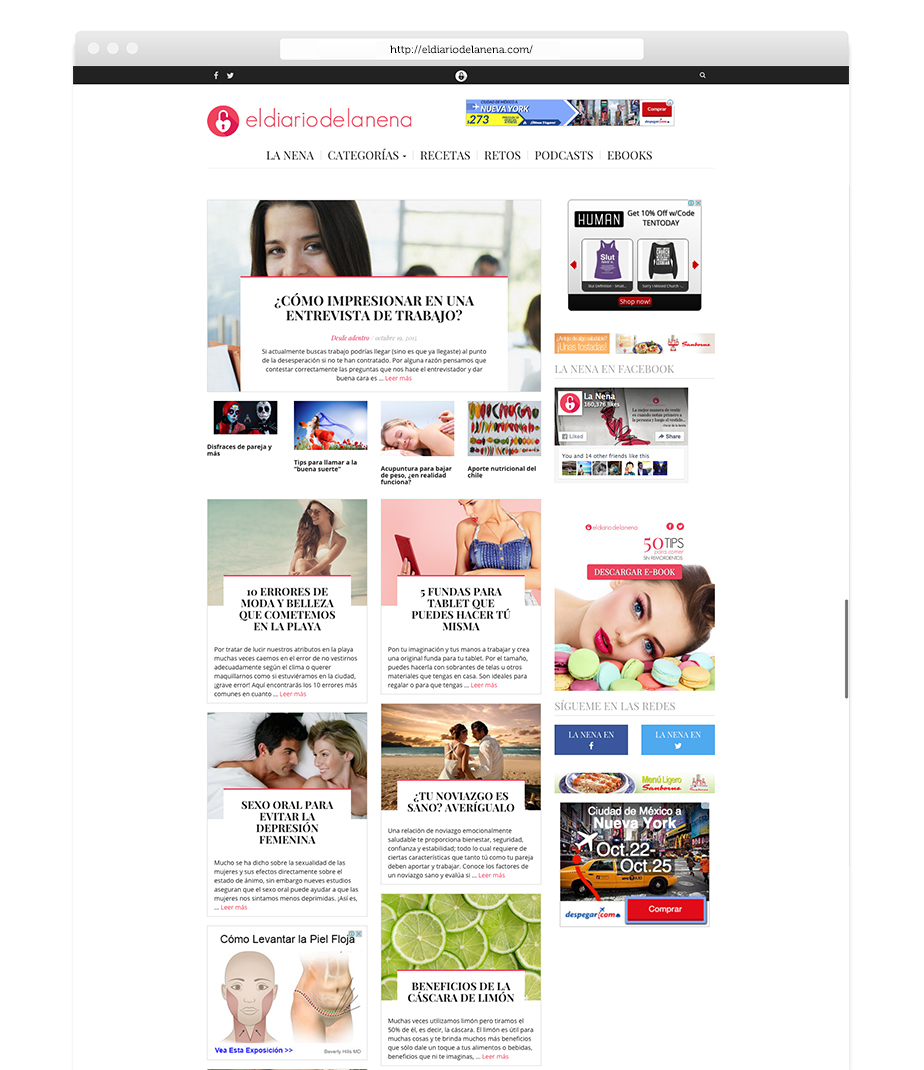 http://eldiariodelanena.com/
eldiariodelanena
CIUDAD DE MÉXICO A
NUEVA YORK
$273
Comprar
despegar.com
LA NENA
CATEGORÍAS
RECETAS
RETOS
PODCASTS
EBOOKS
¿CÓMO IMPRESIONAR EN UNA
ENTREVISTA DE TRABAJO?
Desde adentro / octubre 19, 2015
Si actualmente buscas trabajo podrías llegar (sino es que ya llegaste) al punto
de la desesperación si no te han contratado. Por alguna razón pensamos que
contestar correctamente las preguntas que nos hace el entrevistador y dar
buena cara es ... Leer más
Disfraces de pareja y
más
Tips para llamar a la
"buena suerte"
Acupuntura para bajar
de peso, ¿en realidad
funciona?
Aporte nutricional del
chile
10 ERRORES DE
MODA Y BELLEZA
QUE COMETEMOS
EN LA PLAYA
Por tratar de lucir nuestros atributos en la playa
muchas veces caemos en el error de no vestirnos
adecuadamente según el clima o querer
maquillarnos como si estuviéramos en la ciudad,
¡grave error! Aquí encontrarás los 10 errores más
comunes en cuanto ... Leer más
5 FUNDAS PARA
TABLET QUE
PUEDES HACER TÚ
MISMA
Pon tu imaginación y tus manos a trabajar y crea
una original funda para tu tablet. Por el tamaño,
puedes hacerla con sobrantes de telas u otros
materiales que tengas en casa. Son ideales para
regalar o para que tengas ... Leer más
SEXO ORAL PARA
EVITAR LA
DEPRESIÓN
FEMENINA
Mucho se ha dicho sobre la sexualidad de las
mujeres y sus efectos directamente sobre el
estado de ánimo, sin embargo nuevos estudios
aseguran que el sexo oral puede ayudar a que las
mujeres nos sintamos menos deprimidas. ¡Así es,
... Leer más
¿TU NOVIAZGO ES
SANO? AVERÍGUALO
Una relación de noviazgo emocionalmente
saludable te proporciona bienestar, seguridad,
confianza y estabilidad; todo lo cual requiere de
ciertas características que tanto tú como tu pareja
deben aportar y trabajar. Conoce los factores de
un noviazgo sano y evalúa si ... Leer más
Cómo Levantar la Piel Floja
Vea Esta Exposición >>
Beverly Hills MD
BENEFICIOS DE LA
CÁSCARA DE LIMÓN
Muchas veces utilizamos limón pero tiramos el
50% de él, es decir, la cáscara. El limón es útil para
muchas cosas y te brinda muchos más beneficios
que sólo dale un toque a tus alimentos o bebidas,
beneficios que ni te imaginas, ... Leer más
HUMAN
Get 10% Off w/Code
TENTODAY
Slut
Shop now!
¡Unas tostadas!
Sanborns
LA NENA EN FACEBOOK
La Nena
160,376 likes
Liked
Share
You and 14 other friends like this
eldiariodelanena
50 TIPS
para comer
SIN REMORDIMIENTOS
DESCARGAR E-BOOK
SÍGUEME EN LAS REDES
LA NENA EN
LA NENA EN
Menú Ligero
Sanborns
Ciudad de México a
Nueva York
Oct.22-
Oct.25
despegar.com
Comprar